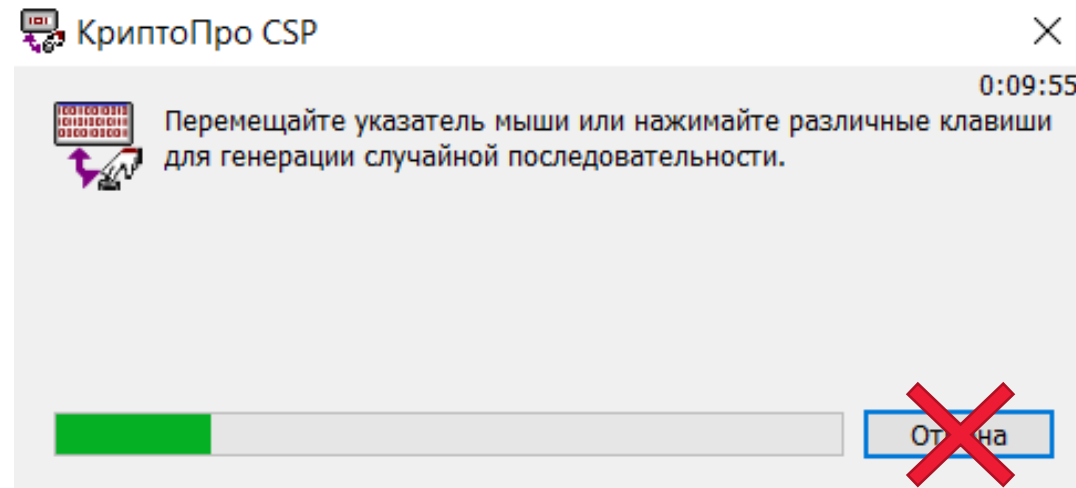 КриптоПро CSP
0:09:55
Перемещайте указатель мыши или нажимайте различные клавиши
для генерации случайной последовательности.